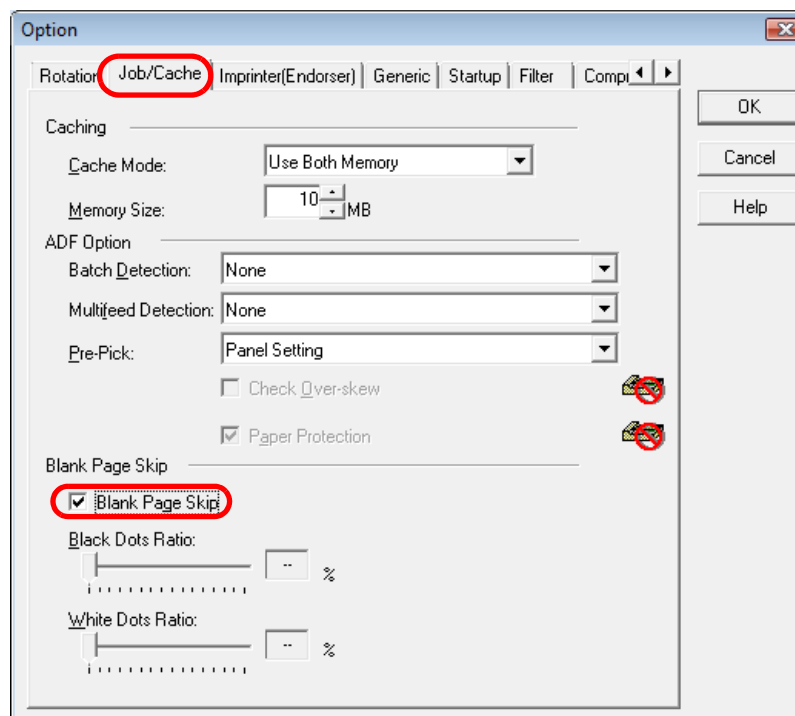 Option
Rotation Job/Cache Imprinter(Endorser) Generic Startup Filter
OK
Cancel
Help
Caching
Cache Mode: Use Both Memory
Memory Size: 10 MB
ADF Option
Batch Detection: None
Multifeed Detection: None
Pre-Pick: Panel Setting
Check Over-skew
Paper Protection
Blank Page Skip
Blank Page Skip
Black Dots Ratio:
-- %
White Dots Ratio:
-- %